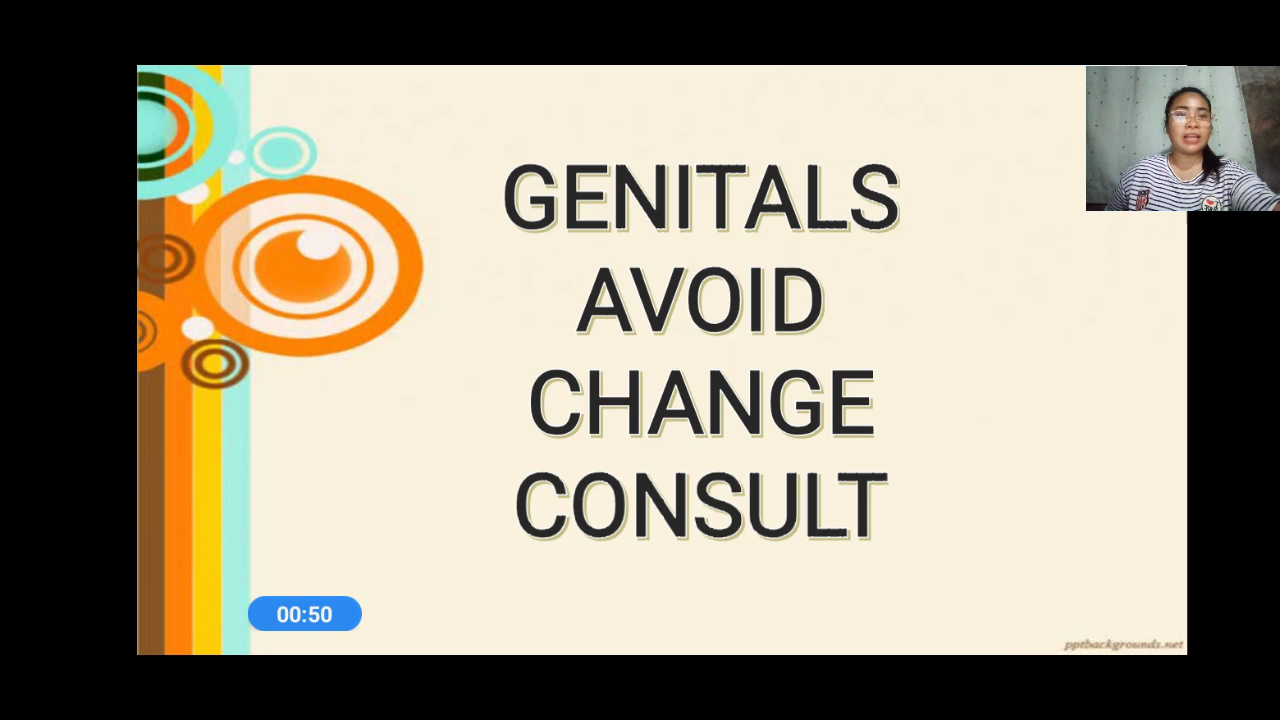 GENITALS
AVOID
CHANGE
CONSULT
00:50
pptbackgrounds.net